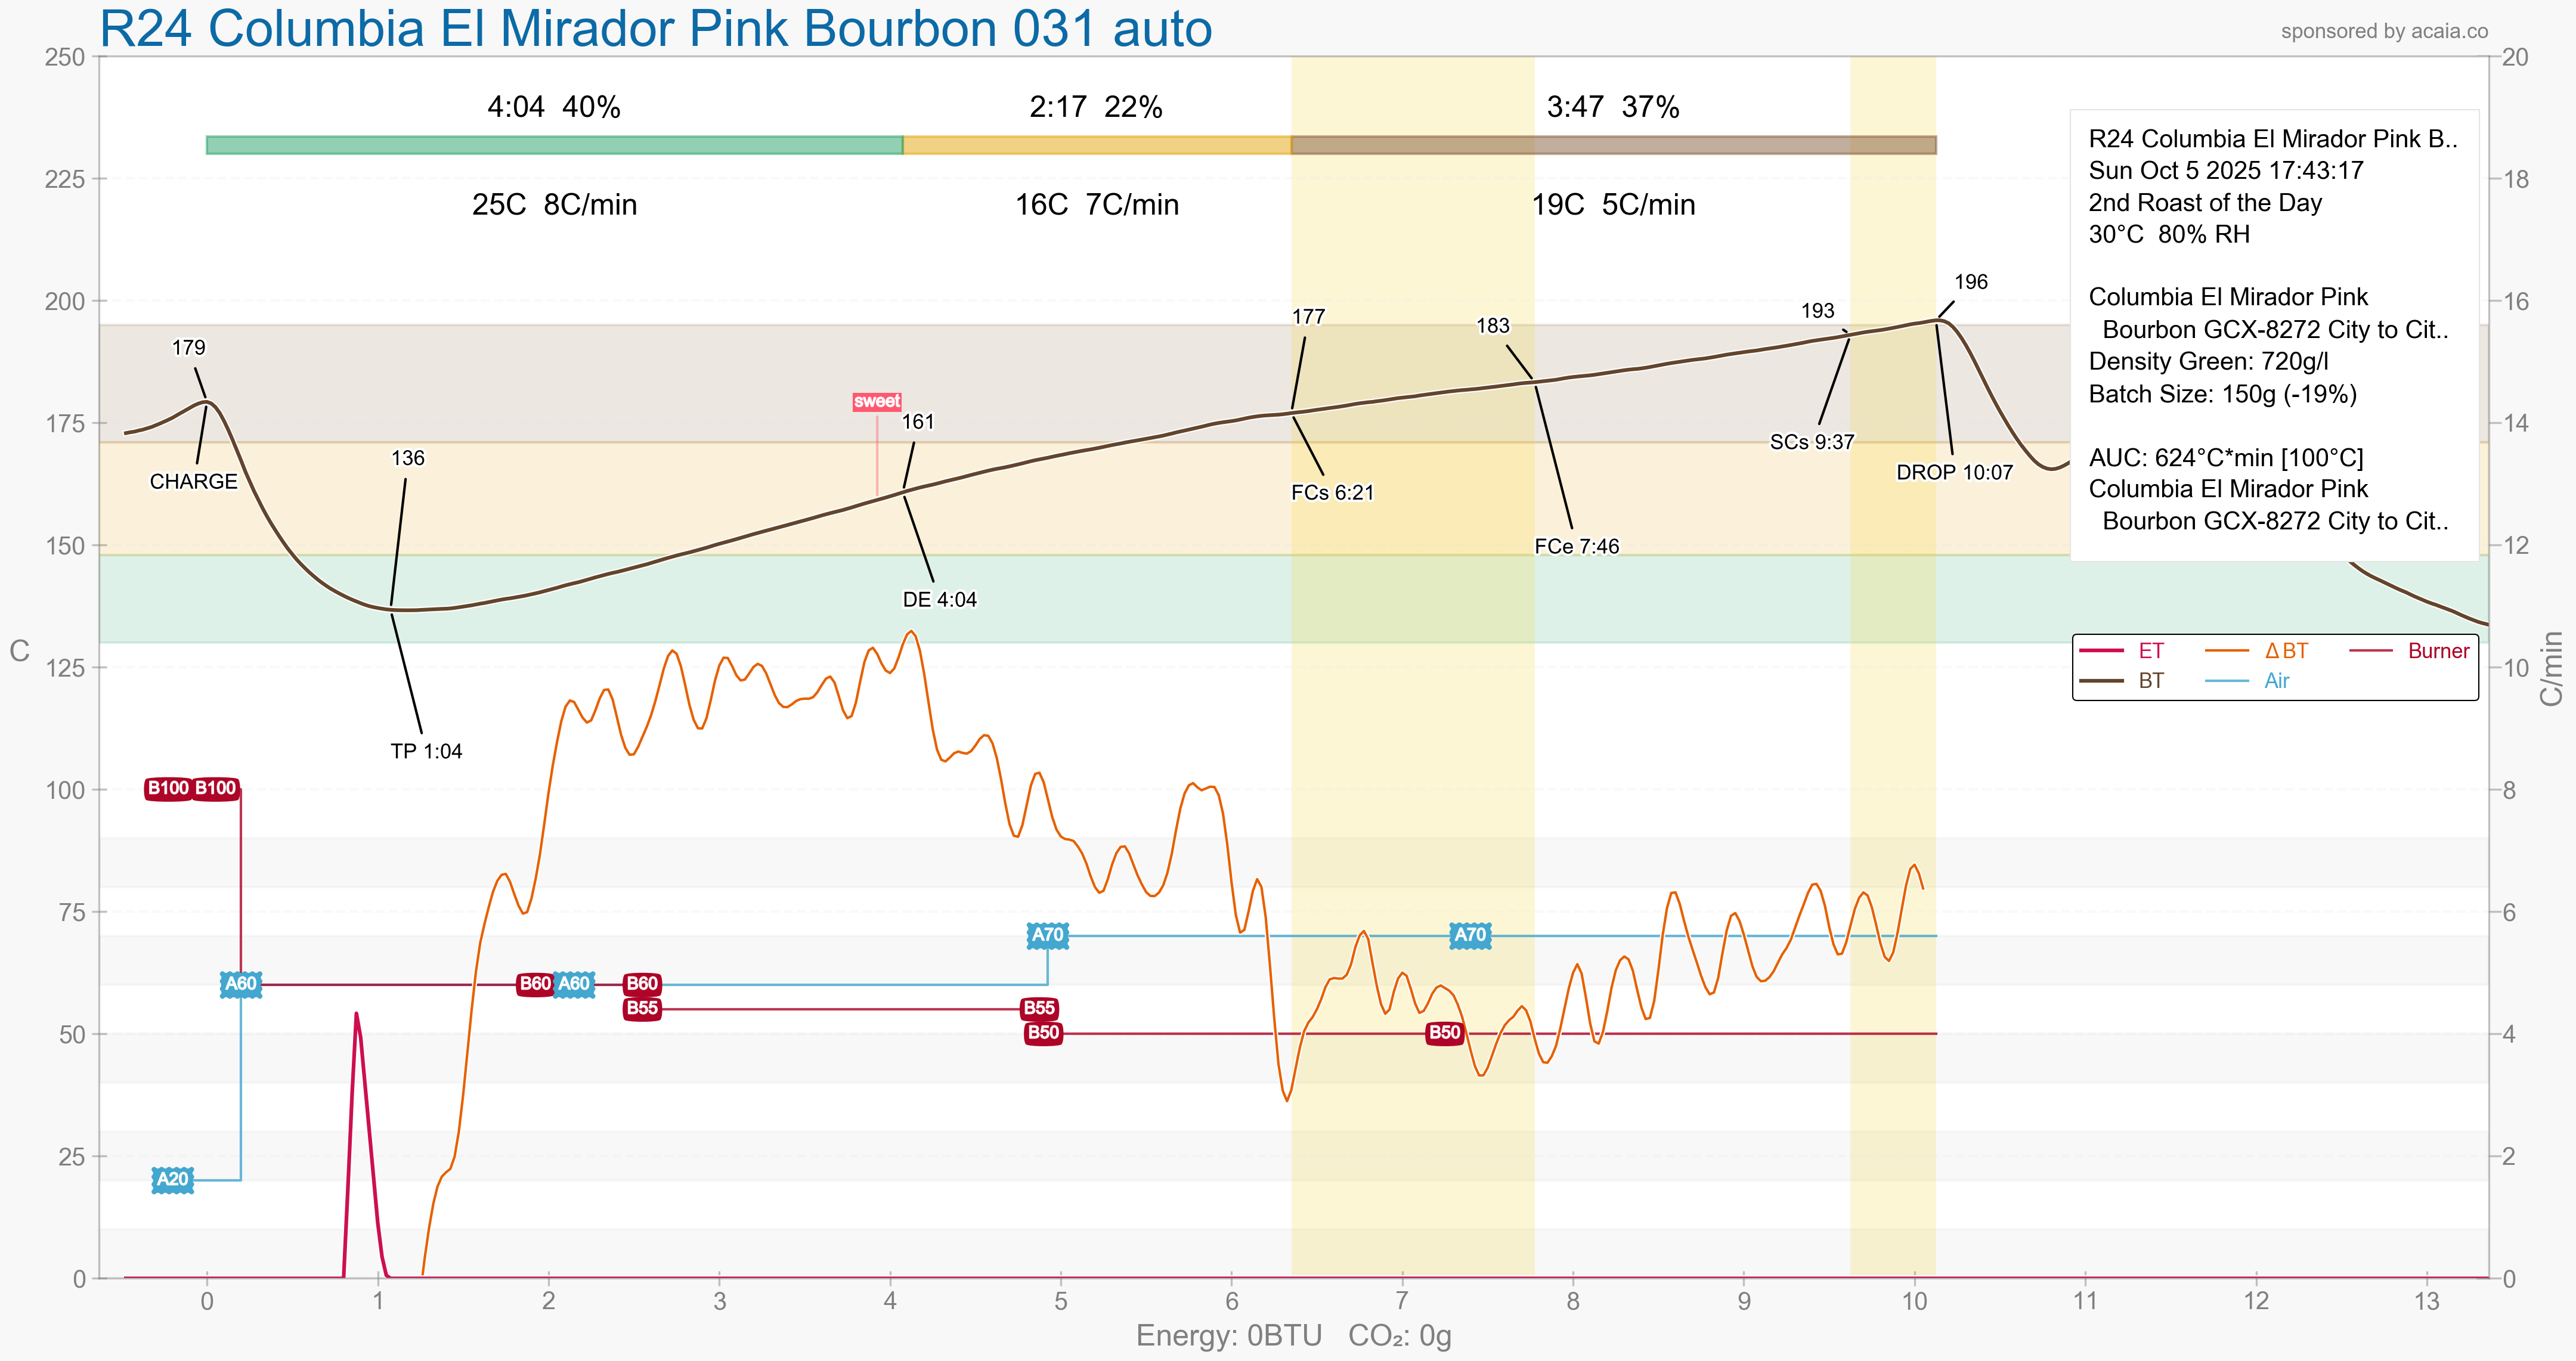 R24 Columbia El Mirador Pink Bourbon 031 auto
sponsored by acaia.co
4:04 40%
2:17 22%
3:47 37%
25C 8C/min
16C 7C/min
19C 5C/min
R24 Columbia El Mirador Pink B..
Sun Oct 5 2025 17:43:17
2nd Roast of the Day
30°C 80% RH
Columbia El Mirador Pink
Bourbon GCX-8272 City to Cit..
Density Green: 720g/l
Batch Size: 150g (-19%)
AUC: 624°C*min [100°C]
Columbia El Mirador Pink
Bourbon GCX-8272 City to Cit..
ET
BT
Δ BT
Air
Burner
250
225
200
175
150
125
100
75
50
25
0
C
20
18
16
14
12
10
8
6
4
2
0
C/min
179
CHARGE
136
TP 1:04
sweet
161
DE 4:04
177
FCs 6:21
183
FCe 7:46
193
SCs 9:37
196
DROP 10:07
B100
B100
A60
B60
A60
B60
B55
B55
B50
A70
A70
B50
A20
0
1
2
3
4
5
6
7
8
9
10
11
12
13
Energy: 0BTU CO₂: 0g